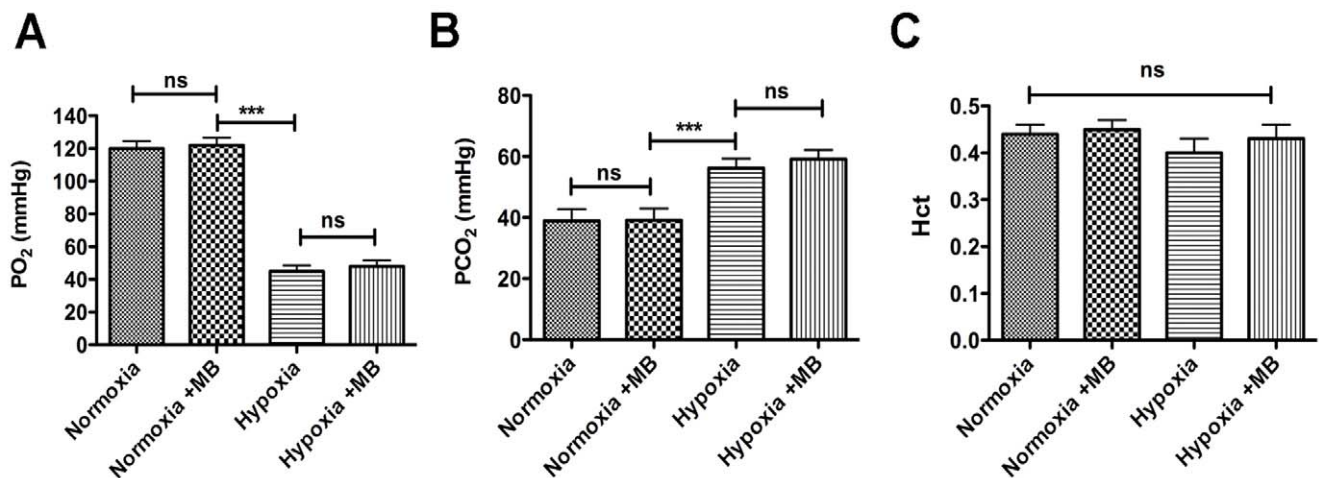 A
ns
***
ns
PO2 (mmHg)
140
120
100
80
60
40
20
0
Normoxia
Normoxia +MB
Hypoxia
Hypoxia +MB
B
ns
***
ns
PCO2 (mmHg)
80
60
40
20
0
Normoxia
Normoxia +MB
Hypoxia
Hypoxia +MB
C
ns
Hct
0.5
0.4
0.3
0.2
0.1
0.0
Normoxia
Normoxia +MB
Hypoxia
Hypoxia +MB